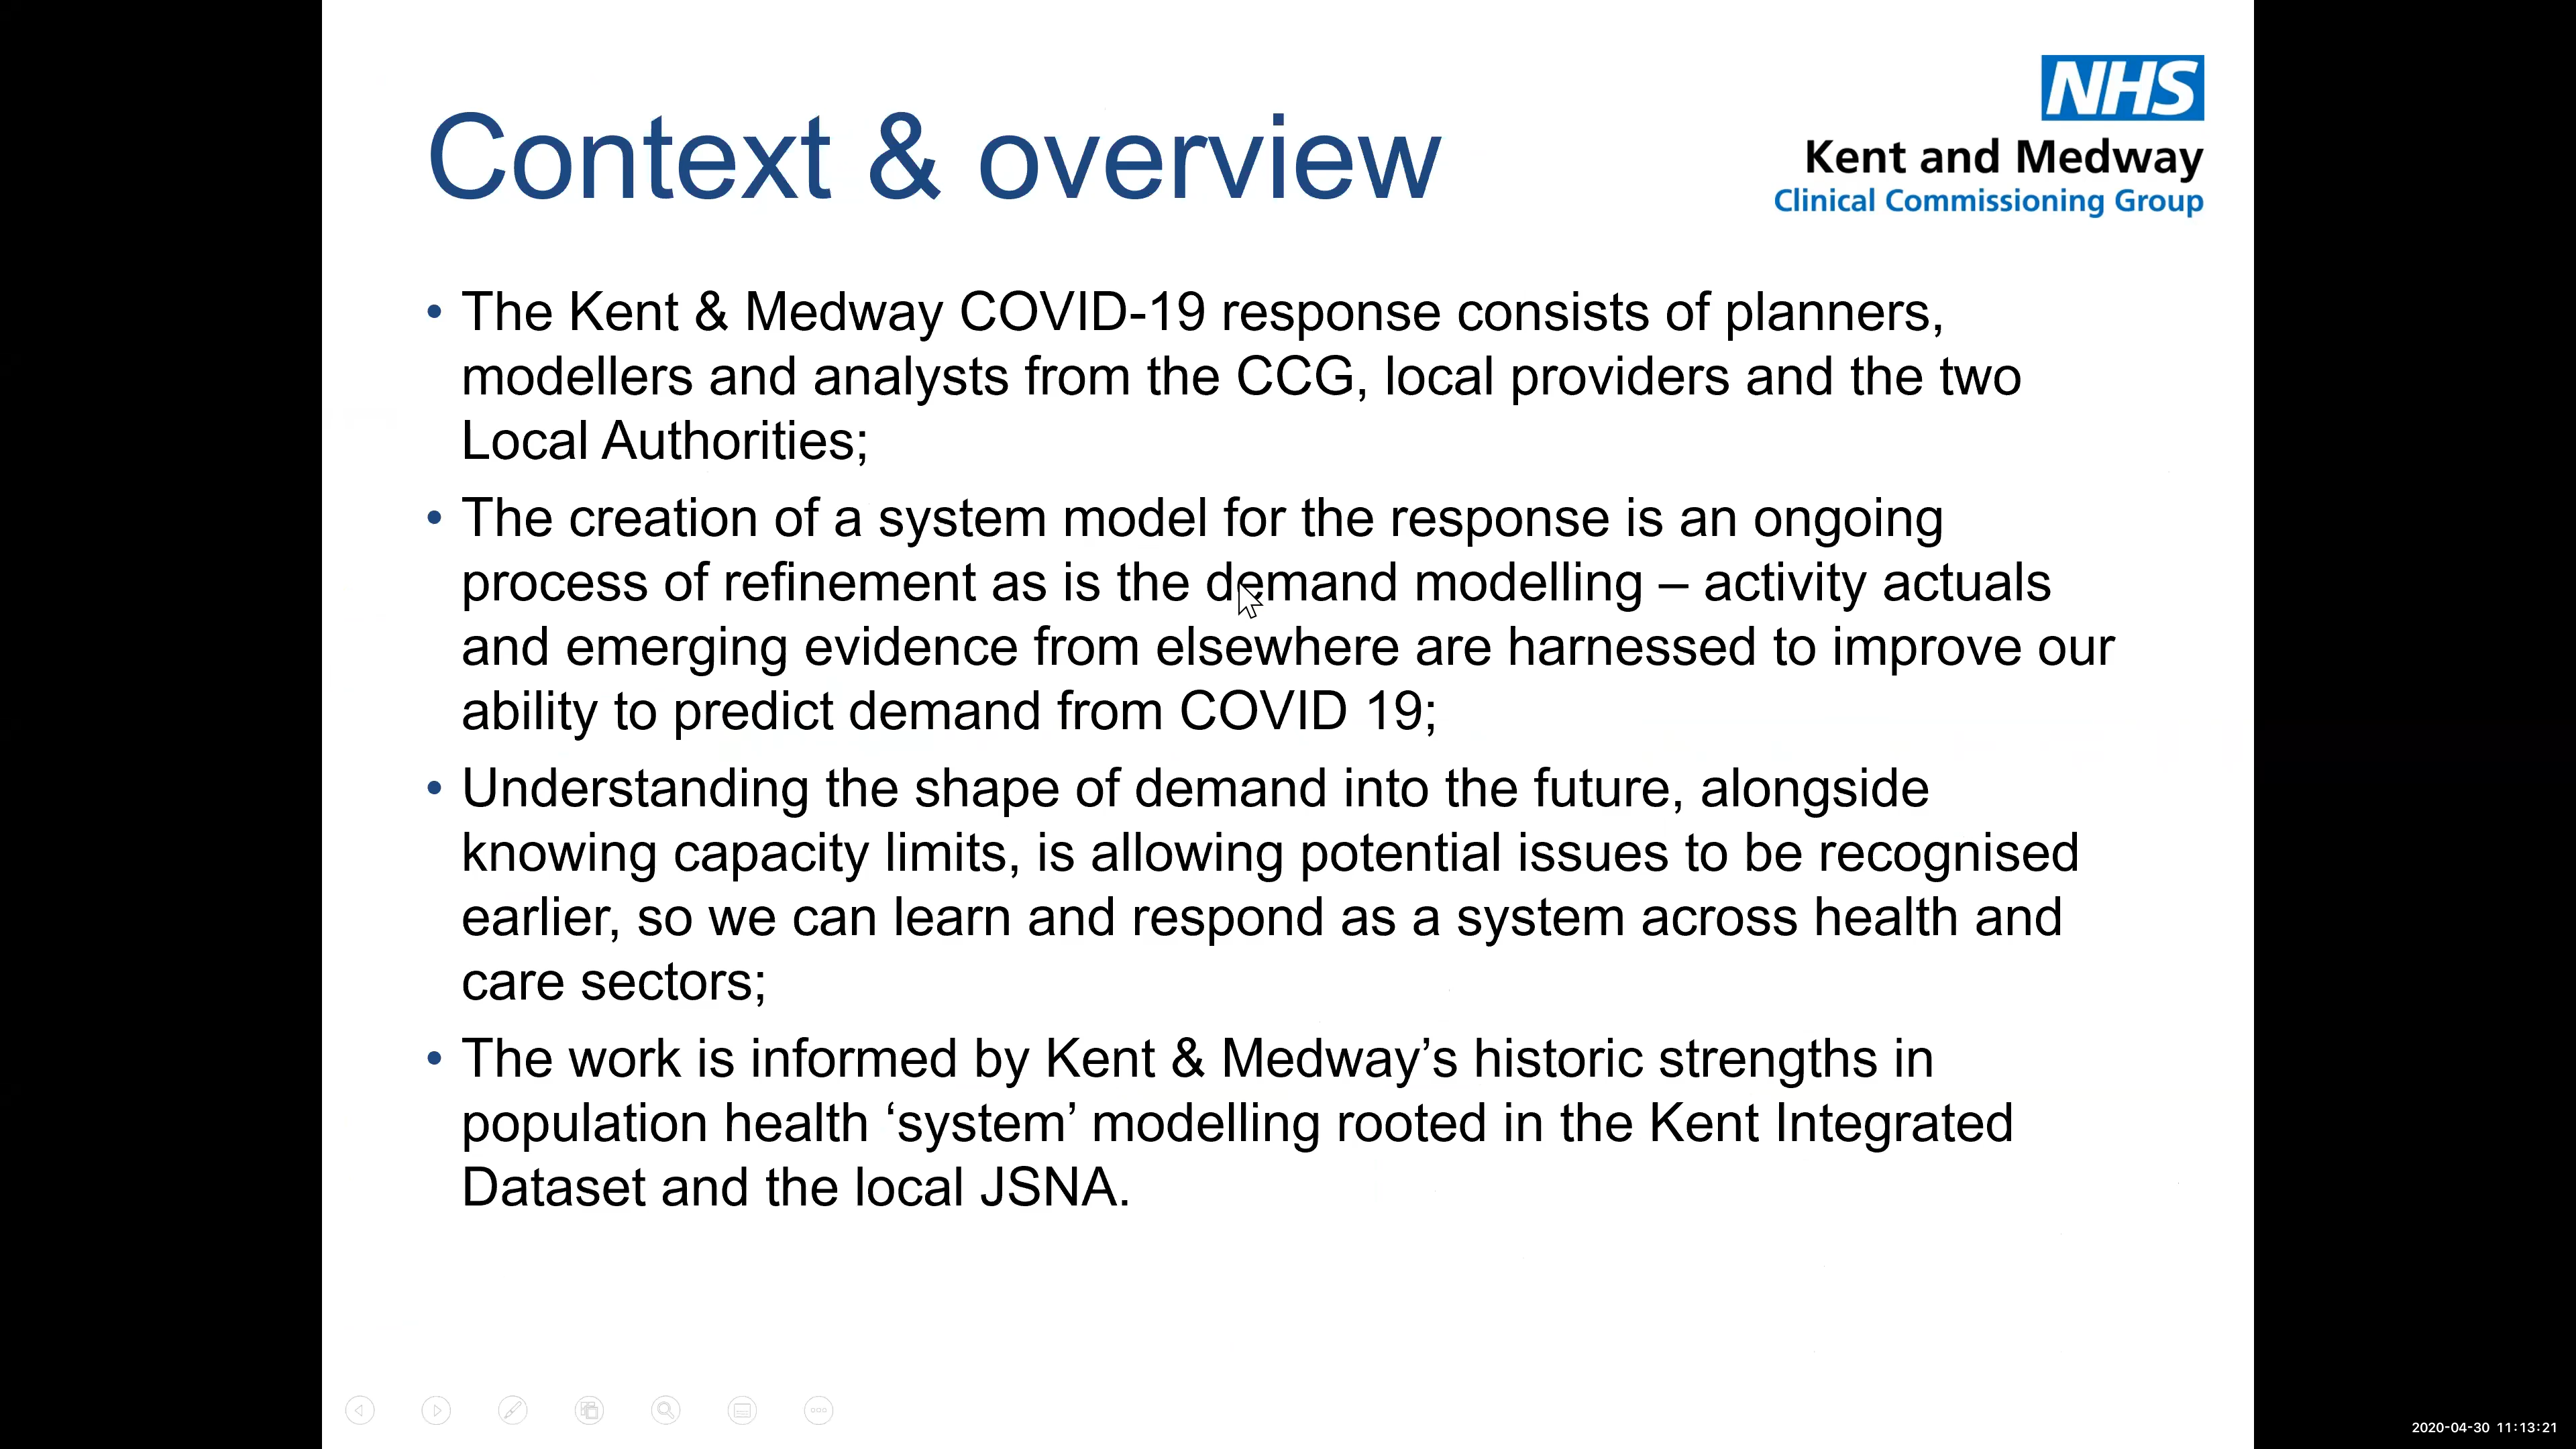 NHS
Kent and Medway
Clinical Commissioning Group
Context & overview
• The Kent & Medway COVID-19 response consists of planners,
modellers and analysts from the CCG, local providers and the two
Local Authorities;
• The creation of a system model for the response is an ongoing
process of refinement as is the demand modelling – activity actuals
and emerging evidence from elsewhere are harnessed to improve our
ability to predict demand from COVID 19;
• Understanding the shape of demand into the future, alongside
knowing capacity limits, is allowing potential issues to be recognised
earlier, so we can learn and respond as a system across health and
care sectors;
• The work is informed by Kent & Medway’s historic strengths in
population health ‘system’ modelling rooted in the Kent Integrated
Dataset and the local JSNA.
2020-04-30 11:13:21